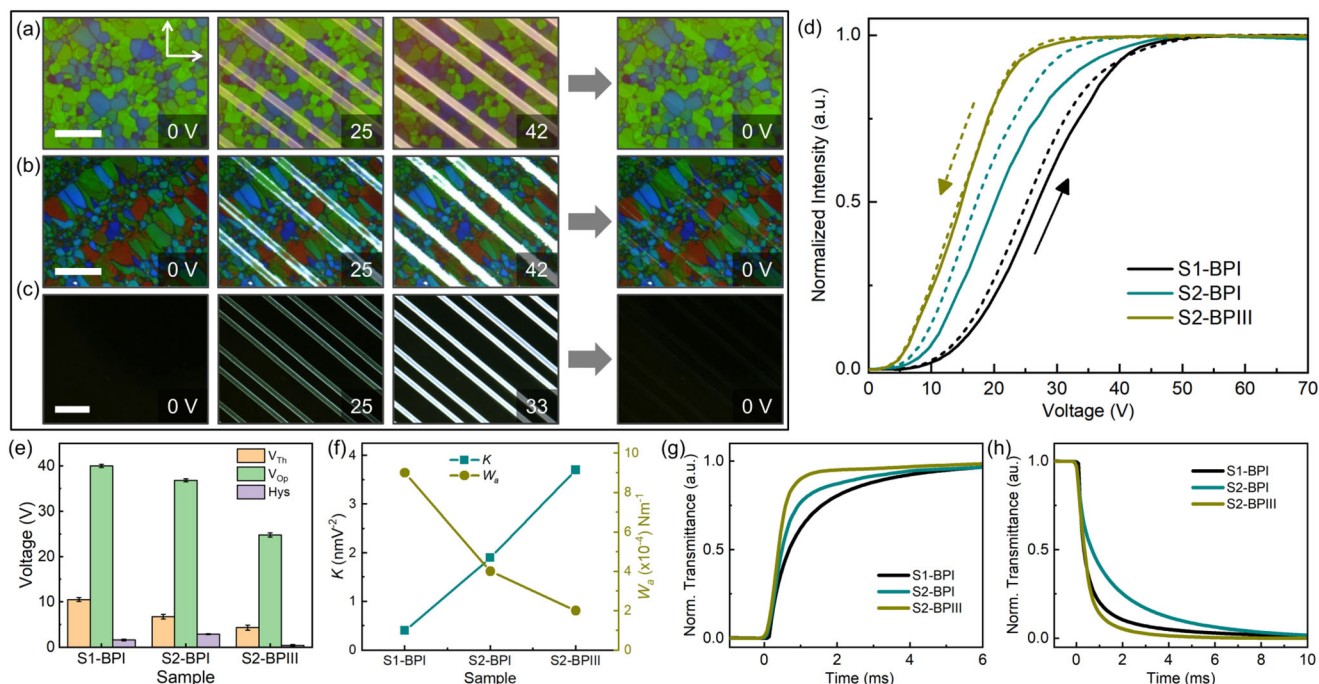 (a)
0 V
25
42
0 V
(b)
0 V
25
42
0 V
(c)
0 V
25
33
0 V
(d)
Normalized Intensity (a.u.)
1.0
0.5
0.0
0 10 20 30 40 50 60 70
Voltage (V)
S1-BPI
S2-BPI
S2-BPIII
(e)
Voltage (V)
40
30
20
10
0
V_Th
V_Op
Hys
S1-BPI S2-BPI S2-BPIII
Sample
(f)
K (nmV⁻²)
4
2
0
K
W_a
10
8
6
4
2
0
W_a (x10⁻⁴) Nm⁻¹
S1-BPI S2-BPI S2-BPIII
Sample
(g)
Norm. Transmittance (a.u.)
1.0
0.5
0.0
S1-BPI
S2-BPI
S2-BPIII
0 2 4 6
Time (ms)
(h)
Norm. Transmittance (a.u.)
1.0
0.5
0.0
S1-BPI
S2-BPI
S2-BPIII
0 2 4 6 8 10
Time (ms)